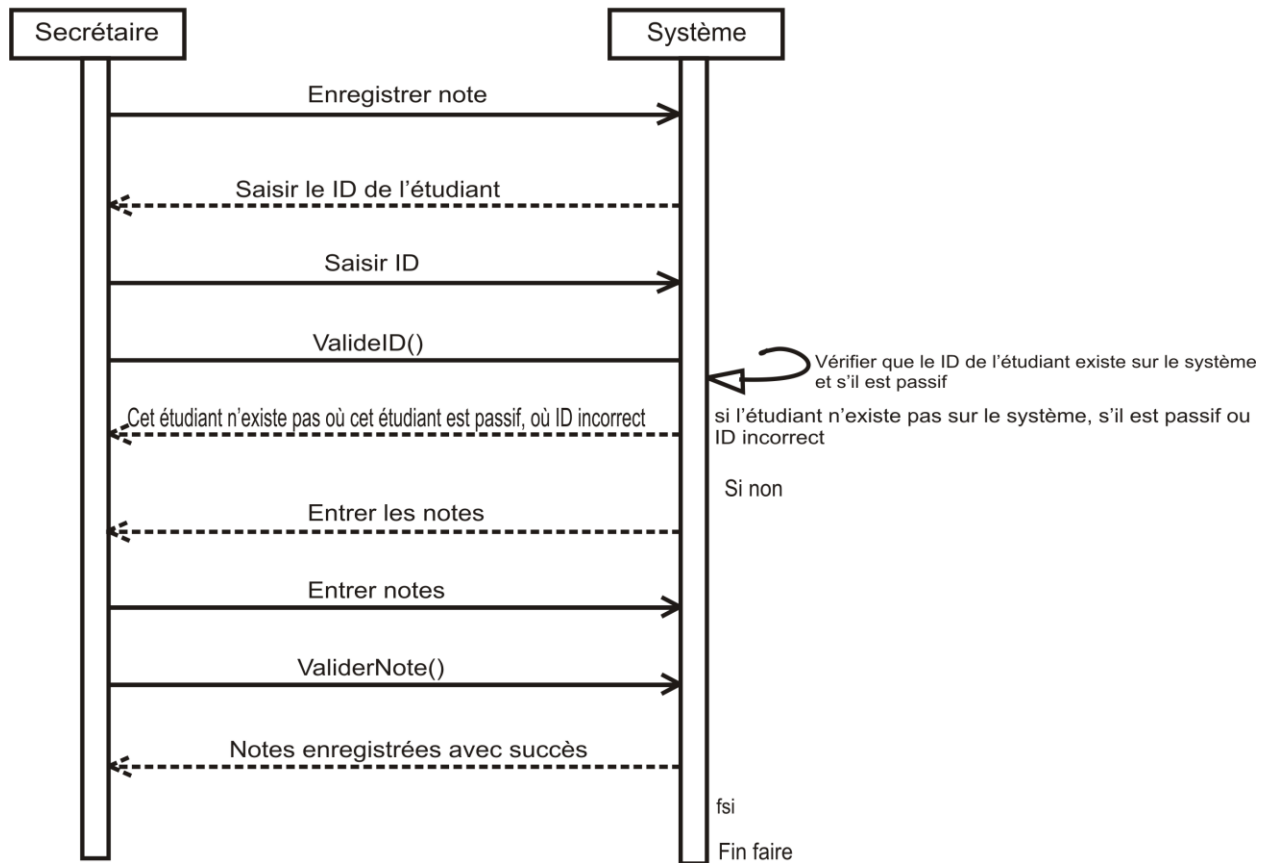 Secrétaire
Système
Enregistrer note
Saisir le ID de l'étudiant
Saisir ID
ValideID()
Vérifier que le ID de l'étudiant existe sur le système
et s'il est passif
Cet étudiant n'existe pas où cet étudiant est passif, où ID incorrect
si l'étudiant n'existe pas sur le système, s'il est passif ou
ID incorrect
Si non
Entrer les notes
Entrer notes
ValiderNote()
Notes enregistrées avec succès
fsi
Fin faire